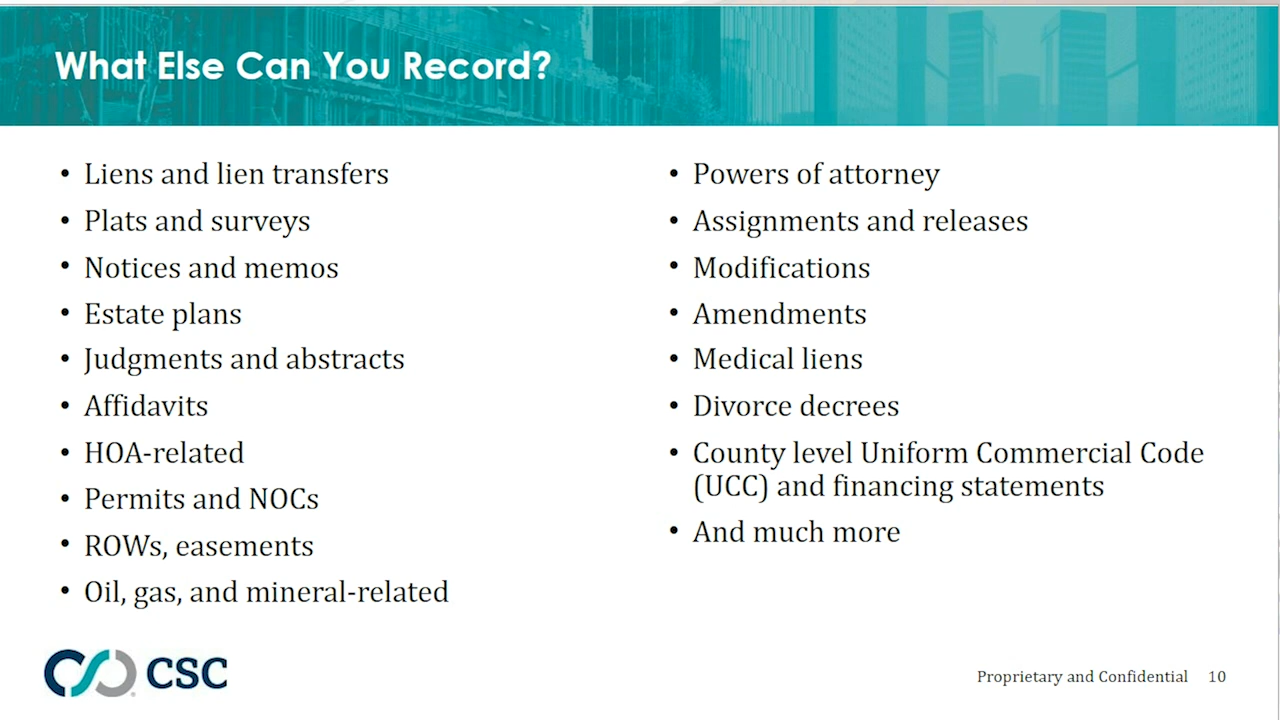 What Else Can You Record?
• Liens and lien transfers
• Plats and surveys
• Notices and memos
• Estate plans
• Judgments and abstracts
• Affidavits
• HOA-related
• Permits and NOCs
• ROWs, easements
• Oil, gas, and mineral-related
• Powers of attorney
• Assignments and releases
• Modifications
• Amendments
• Medical liens
• Divorce decrees
• County level Uniform Commercial Code
(UCC) and financing statements
• And much more
CSC
Proprietary and Confidential 10